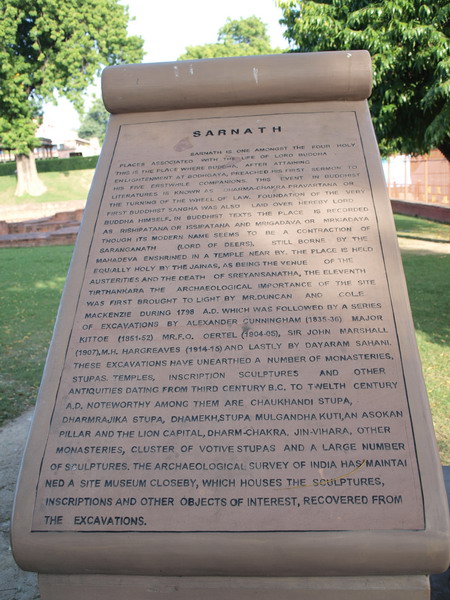 SARNATH
SARNATH IS ONE AMONGST THE FOUR HOLY
PLACES ASSOCIATED WITH THE LIFE OF LORD BUDDHA
THIS IS THE PLACE WHERE BUDDHA, AFTER ATTAINING
ENLIGHTENMENT AT BODHGAYA, PREACHED HIS FIRST SERMON TO
HIS FIVE ERSTWHILE COMPANIONS. THIS EVENT IN BUDDHIST
LITERATURES IS KNOWN AS DHARMA-CHAKRA-PRAVARTANA OR
THE TURNING OF THE WHEEL OF LAW. FOUNDATION OF THE VERY
FIRST BUDDHIST SANGHA WAS ALSO LAID OVER HEREBY LORD
BUDDHA HIMSELF, IN BUDDHIST TEXTS THE PLACE IS RECORDED
AS RISHIPATANA OR ISSIPATANA AND MRIGADAVA OR MRIGADAYA
THOUGH ITS MODERN NAME SEEMS TO BE A CONTRACTION OF
SARANGANATH (LORD OF DEERS), STILL BORNE BY THE
MAHADEVA ENSHRINED IN A TEMPLE NEAR BY. THE PLACE IS HELD
EQUALLY HOLY BY THE JAINAS, AS BEING THE VENUE OF THE
AUSTERITIES AND THE DEATH OF SREYANSANATHA, THE ELEVENTH
TIRTHANKARA THE ARCHAEOLOGICAL IMPORTANCE OF THE SITE
WAS FIRST BROUGHT TO LIGHT BY MR.DUNCAN AND COLE
MACKENZIE DURING 1798 A.D. WHICH WAS FOLLOWED BY A SERIES
OF EXCAVATIONS BY ALEXANDER CUNNINGHAM (1835-36) MAJOR
KITTOE (1851-52) MR.F.O. OERTEL (1904-05), SIR JOHN MARSHALL
(1907),M.H. HARGREAVES (1914-15) AND LASTLY BY DAYARAM SAHANI.
THESE EXCAVATIONS HAVE UNEARTHED A NUMBER OF MONASTERIES,
STUPAS. TEMPLES, INSCRIPTION SCULPTURES AND OTHER
ANTIQUITIES DATING FROM THIRD CENTURY B.C. TO TWELTH CENTURY
A.D. NOTEWORTHY AMONG THEM ARE CHAUKHANDI STUPA,
DHARMRAJIKA STUPA, DHAMEKH,STUPA MULGANDHA KUTI,AN ASOKAN
PILLAR AND THE LION CAPITAL, DHARM-CHAKRA. JIN-VIHARA, OTHER
MONASTERIES, CLUSTER OF VOTIVE STUPAS AND A LARGE NUMBER
OF SCULPTURES. THE ARCHAEOLOGICAL SURVEY OF INDIA HAS MAINTAI
NED A SITE MUSEUM CLOSEBY, WHICH HOUSES THE SCULPTURES,
INSCRIPTIONS AND OTHER OBJECTS OF INTEREST, RECOVERED FROM
THE EXCAVATIONS.